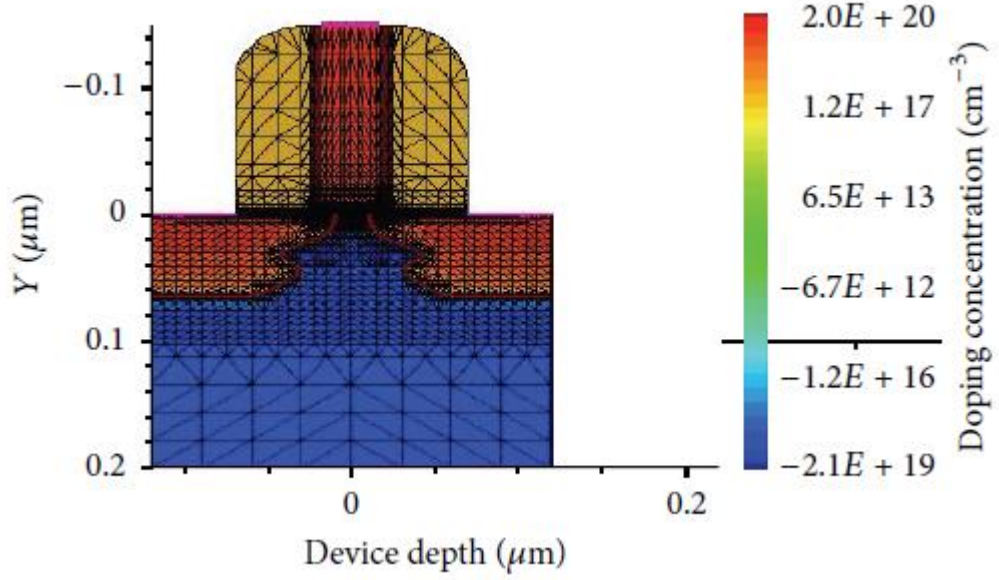 −0.1
0
0.1
0.2
Y (μm)
0
0.2
Device depth (μm)
2.0E + 20
1.2E + 17
6.5E + 13
−6.7E + 12
−1.2E + 16
−2.1E + 19
Doping concentration (cm⁻³)